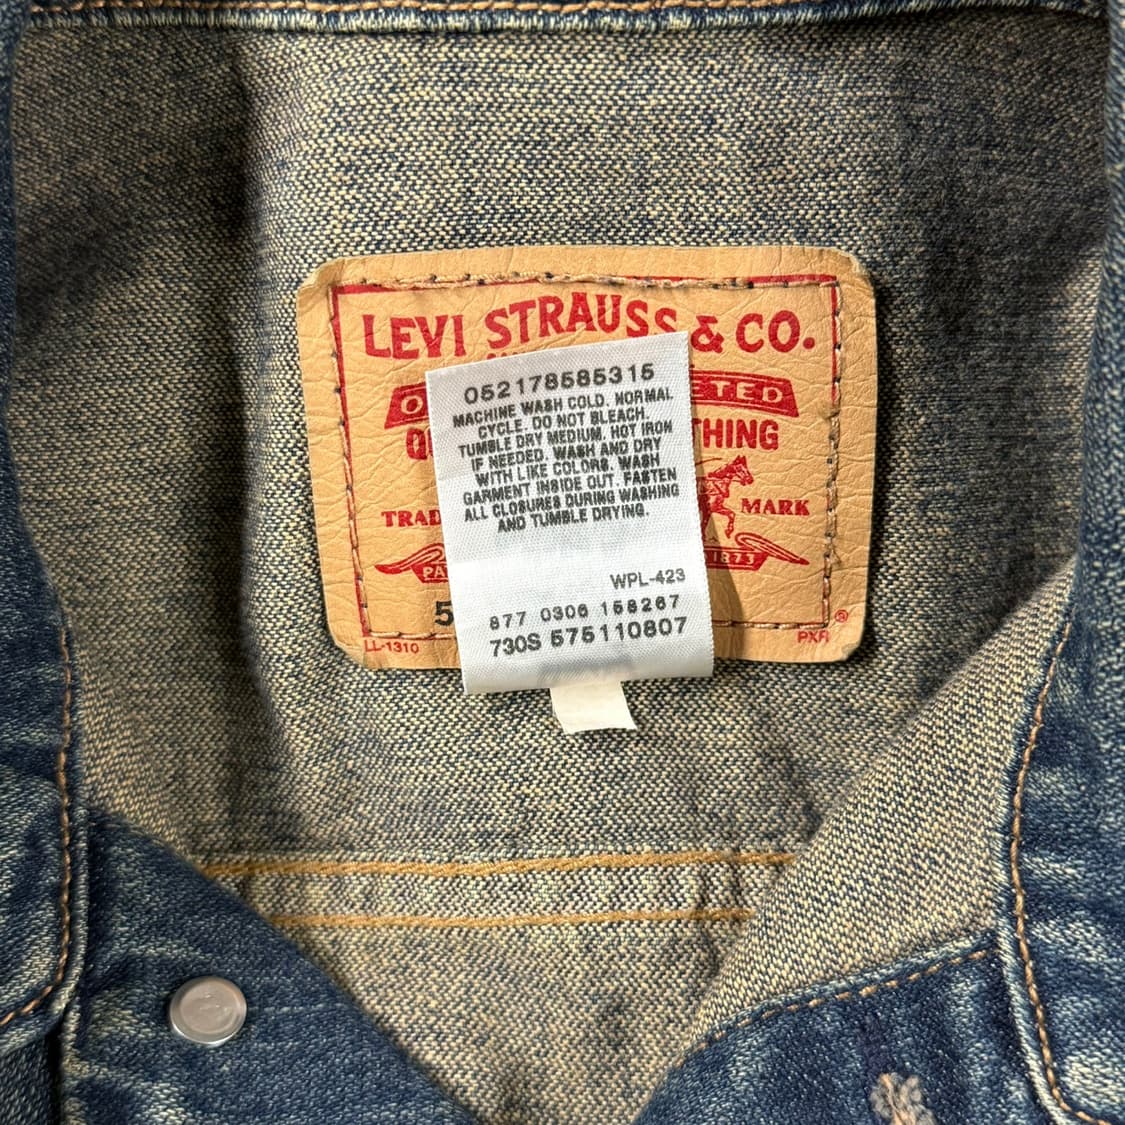 LEVI STRAUSS & CO.
052178585315
MACHINE WASH COLD. NORMAL
CYCLE. DO NOT BLEACH.
TUMBLE DRY MEDIUM, HOT IRON
IF NEEDED. WASH AND DRY
WITH LIKE COLORS. WASH
GARMENT INSIDE OUT. FASTEN
ALL CLOSURES DURING WASHING
AND TUMBLE DRYING.
WPL-423
877 0306 158267
730S 575110807
MARK
1873
LL-1310
PXR ®